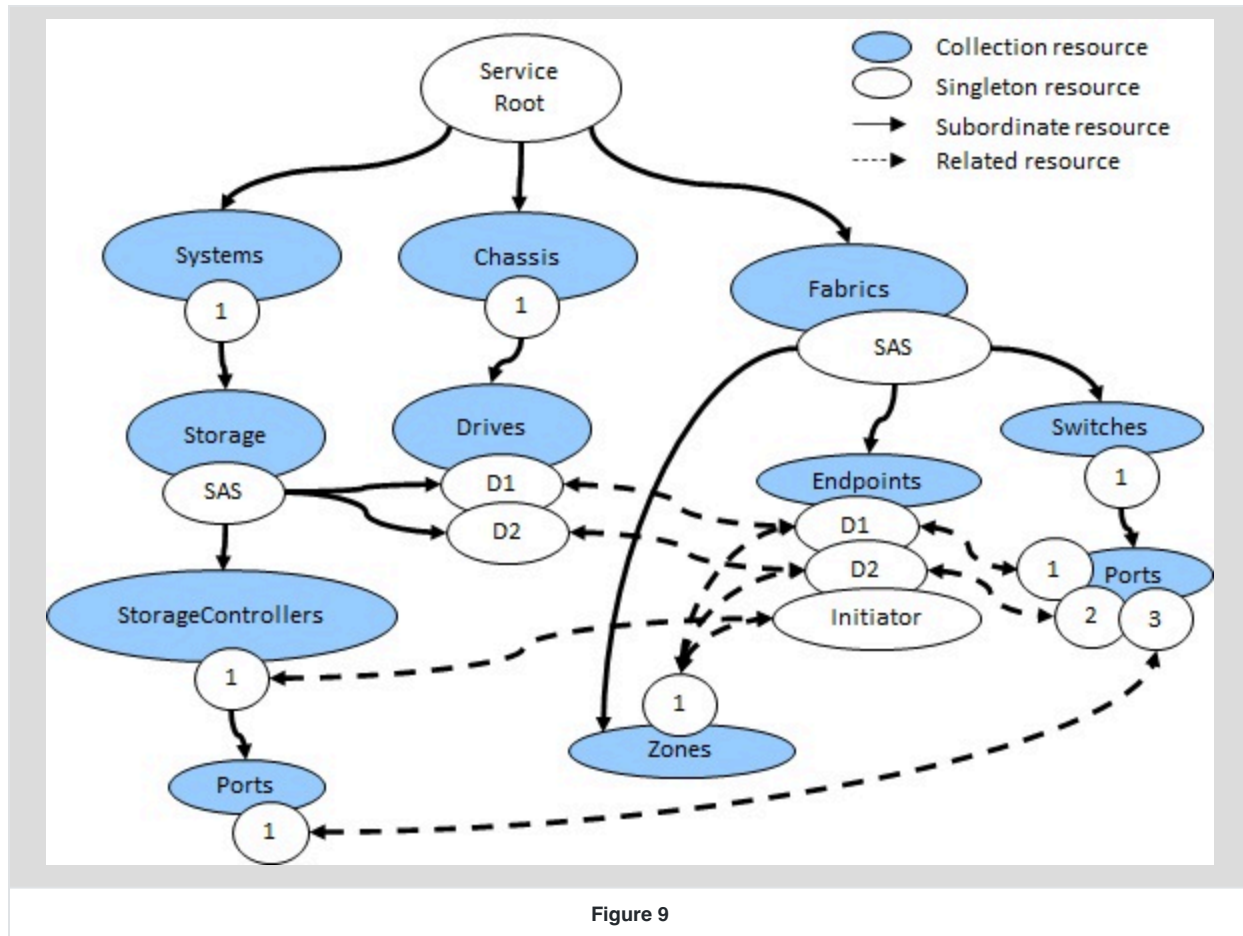 Service
Root
Collection resource
Singleton resource
Subordinate resource
Related resource
Systems
1
Chassis
1
Fabrics
SAS
Storage
SAS
Drives
D1
D2
Switches
1
Endpoints
D1
D2
Initiator
Ports
1
2
3
StorageControllers
1
Zones
1
Ports
1
Figure 9